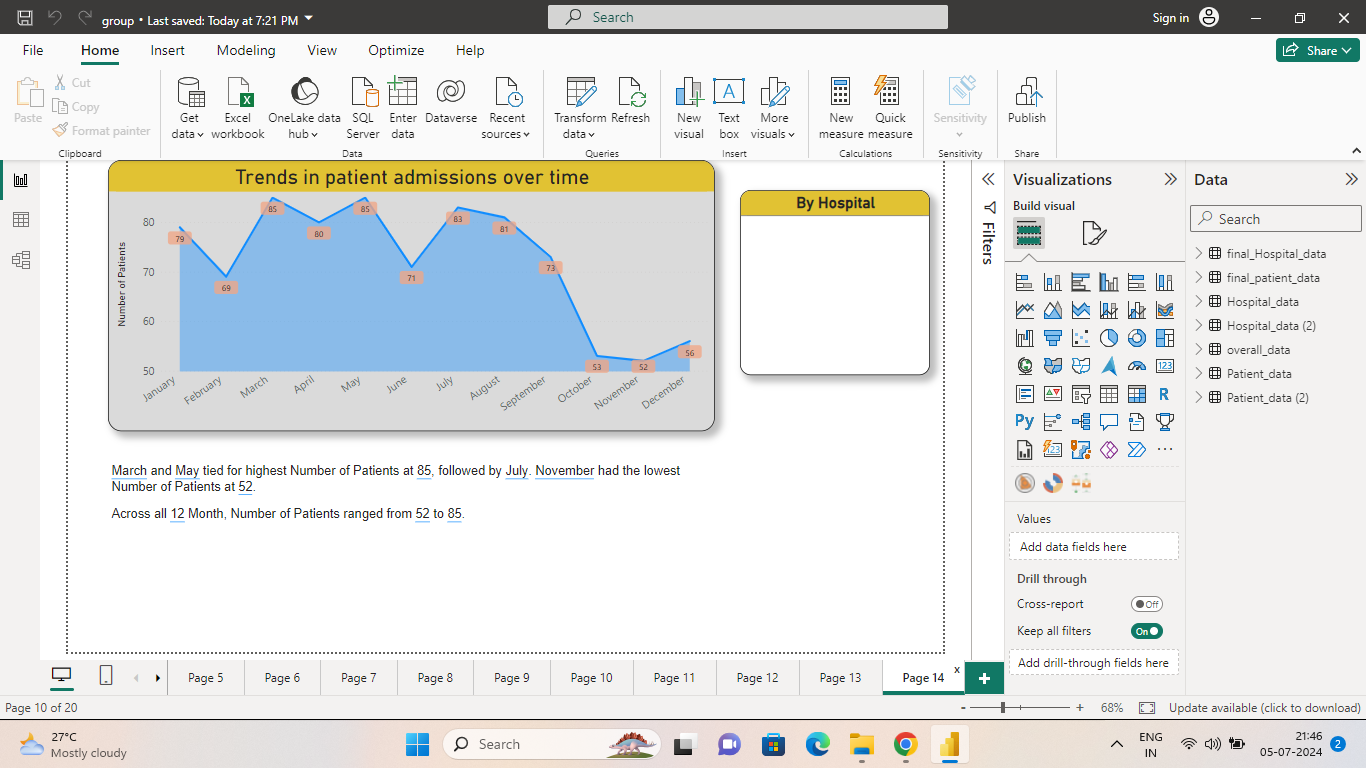 group • Last saved: Today at 7:21 PM
Search
Sign in
File Home Insert Modeling View Optimize Help
Share
Paste
Cut
Copy
Format painter
Clipboard
Get data
Excel workbook
OneLake data hub
SQL Server
Enter data
Dataverse
Recent sources
Data
Transform data
Refresh
Queries
New visual
Text box
More visuals
Insert
New measure
Quick measure
Calculations
Sensitivity
Sensitivity
Publish
Share
Trends in patient admissions over time
Number of Patients
80
70
60
50
79
69
85
80
85
71
83
81
73
53
52
56
January
February
March
April
May
June
July
August
September
October
November
December
By Hospital
March and May tied for highest Number of Patients at 85, followed by July. November had the lowest
Number of Patients at 52.
Across all 12 Month, Number of Patients ranged from 52 to 85.
Filters
Visualizations
Build visual
R
Py
123
123
Values
Add data fields here
Drill through
Cross-report
Off
Keep all filters
On
Add drill-through fields here
Data
Search
final_Hospital_data
final_patient_data
Hospital_data
Hospital_data (2)
overall_data
Patient_data
Patient_data (2)
Page 5 Page 6 Page 7 Page 8 Page 9 Page 10 Page 11 Page 12 Page 13 Page 14 x
+
Page 10 of 20
- + 68%
Update available (click to download)
27°C
Mostly cloudy
Search
ENG
IN
21:46
05-07-2024
2